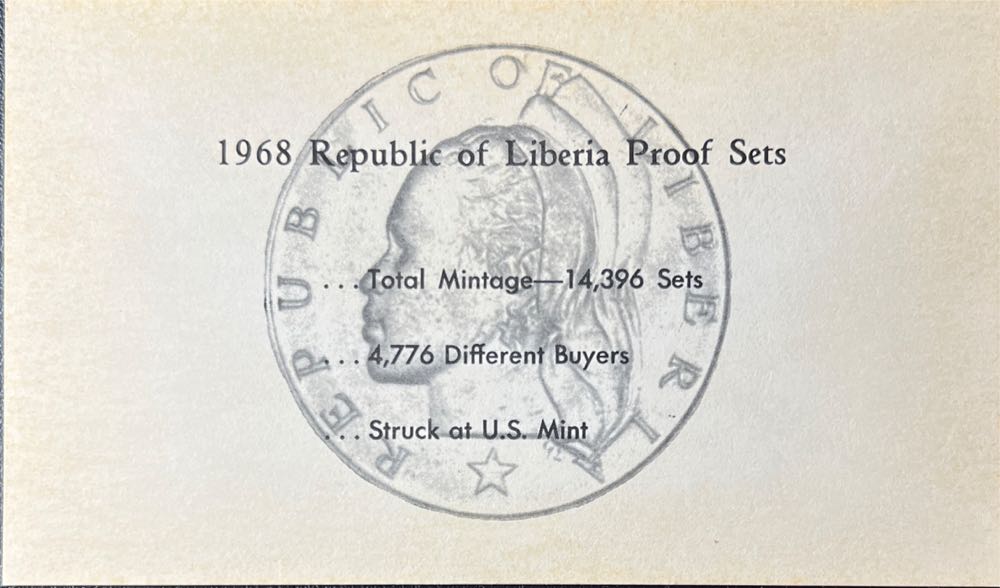 REPUBLIC OF LIBERIA
1968 Republic of Liberia Proof Sets
...Total Mintage—14,396 Sets
...4,776 Different Buyers
...Struck at U.S. Mint